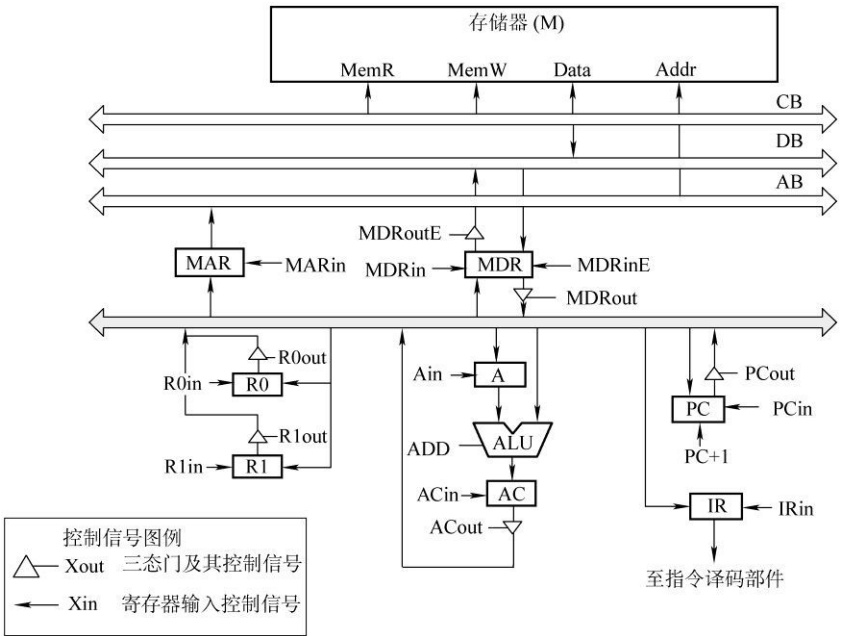 存储器 (M)
MemR MemW Data Addr
CB
DB
AB
MDRoutE
MAR
MARin
MDRin
MDR
MDRinE
MDRout
R0out
R0in
R0
R1out
R1in
R1
Ain
A
ADD
ALU
ACin
AC
ACout
PCout
PC
PCin
PC+1
IR
IRin
至指令译码部件
控制信号图例
Xout 三态门及其控制信号
Xin 寄存器输入控制信号